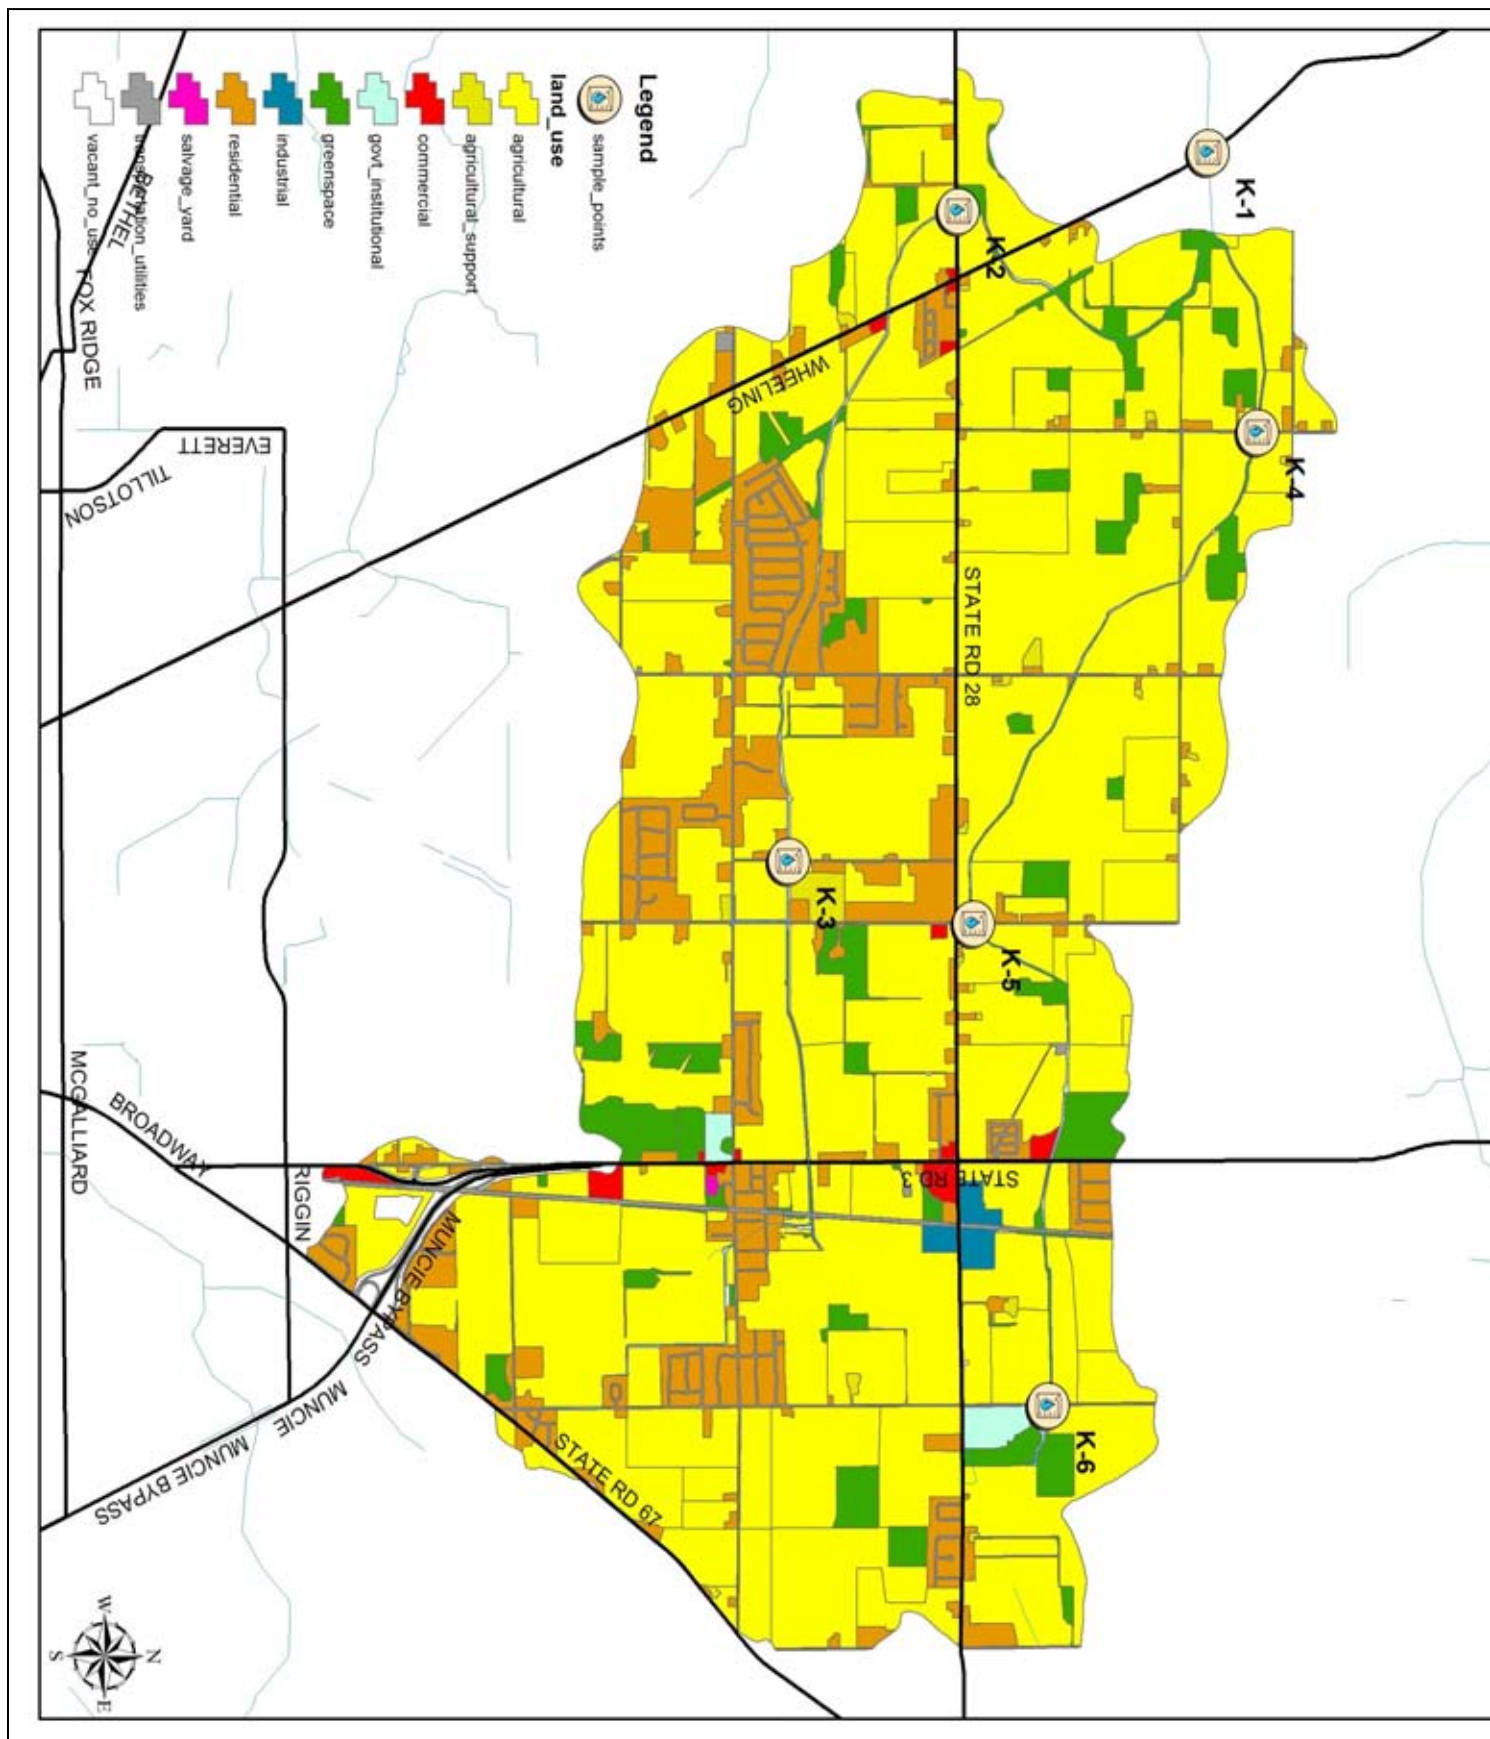 Legend
sample_points
land_use
agricultural
agricultural_support
commercial
govt_institutional
greenspace
industrial
residential
salvage_yard
transportation_utilities
vacant_no_use
K-1
K-2
K-4
K-3
K-5
K-6
WHEELING
STATE RD 28
STATE RD 3
STATE RD 67
BETHEL
FOX RIDGE
EVERETT
TILLOTSON
MCGALLIARD
BROADWAY
RIGGIN
MUNCIE BYPASS
MUNCIE
MUNCIE BYPASS
N
W
E
S